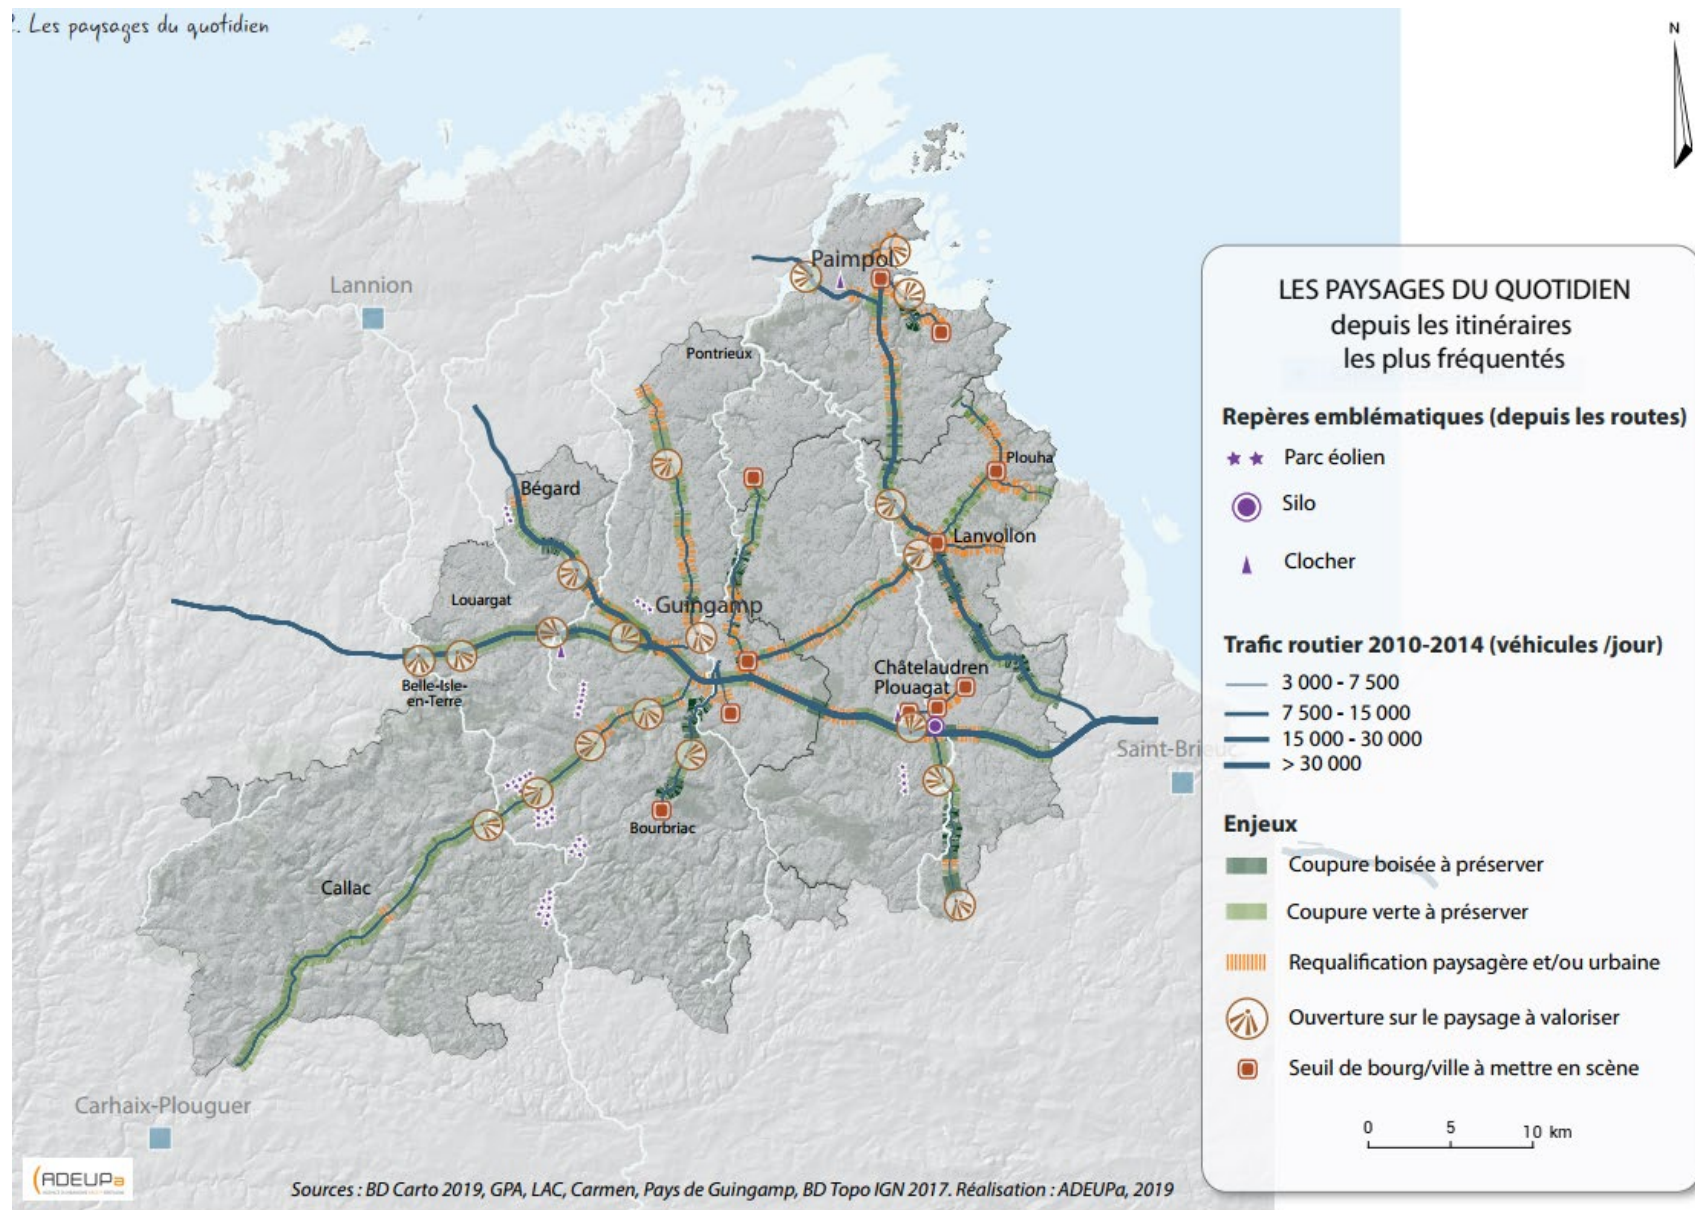 . Les paysages du quotidien
N
Lannion
Paimpol
Pontrieux
Plouha
Bégard
Lanvollon
Louargat
Guingamp
Châtelaudren
Plouagat
Belle-Isle-
en-Terre
Saint-Brieuc
Bourbriac
Callac
Carhaix-Plouguer
LES PAYSAGES DU QUOTIDIEN
depuis les itinéraires
les plus fréquentés
Repères emblématiques (depuis les routes)
Parc éolien
Silo
Clocher
Trafic routier 2010-2014 (véhicules /jour)
3 000 - 7 500
7 500 - 15 000
15 000 - 30 000
> 30 000
Enjeux
Coupure boisée à préserver
Coupure verte à préserver
Requalification paysagère et/ou urbaine
Ouverture sur le paysage à valoriser
Seuil de bourg/ville à mettre en scène
0 5 10 km
ADEUPa
Sources : BD Carto 2019, GPA, LAC, Carmen, Pays de Guingamp, BD Topo IGN 2017. Réalisation : ADEUPa, 2019